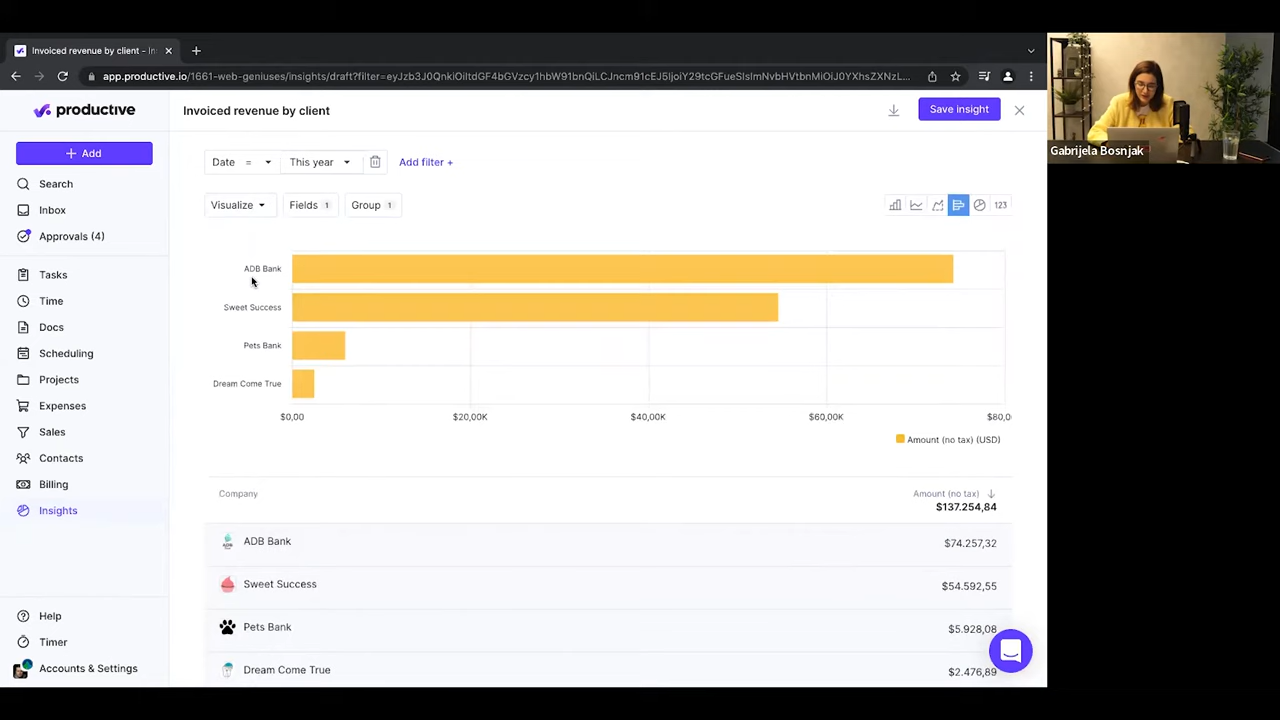 Invoiced revenue by client - In
app.productive.io/1661-web-geniuses/insights/draft?filter=eyJzb3J0QnkiOiItdGF4bGVzcy1hbW91bnQiLCJncm91cEJ5IjoiY29tcGFueSIsImNvbHVtbnMiOiJ0YXhsZXNzL...
productive
Invoiced revenue by client
Save insight
+ Add
Date = This year Add filter +
Search
Inbox
Visualize Fields 1 Group 1
123
Approvals (4)
Tasks
Time
Docs
Scheduling
Projects
Expenses
Sales
Contacts
Billing
Insights
Help
Timer
Accounts & Settings
ADB Bank
Sweet Success
Pets Bank
Dream Come True
$0,00 $20,00K $40,00K $60,00K $80,0
Amount (no tax) (USD)
Company Amount (no tax)
$137.254,84
ADB Bank $74.257,32
Sweet Success $54.592,55
Pets Bank $5.928,08
Dream Come True $2.476,89
Gabrijela Bosnjak